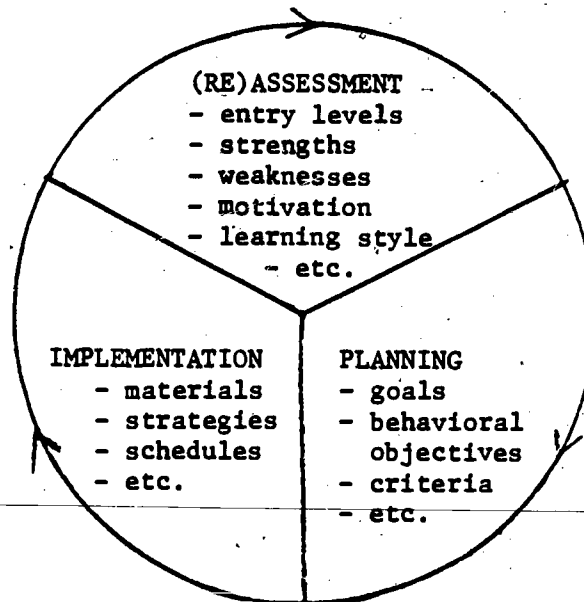 (RE)ASSESSMENT
- entry levels
- strengths
- weaknesses
- motivation
- learning style
- etc.
IMPLEMENTATION
- materials
- strategies
- schedules
- etc.
PLANNING
- goals
- behavioral
objectives
- criteria
- etc.